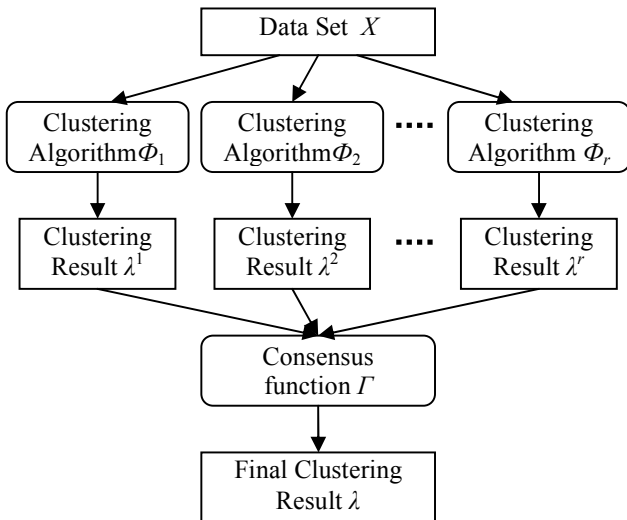 Data Set X
Clustering
AlgorithmΦ₁
Clustering
AlgorithmΦ₂
....
Clustering
Algorithm Φᵣ
Clustering
Result λ¹
Clustering
Result λ²
....
Clustering
Result λʳ
Consensus
function Γ
Final Clustering
Result λ